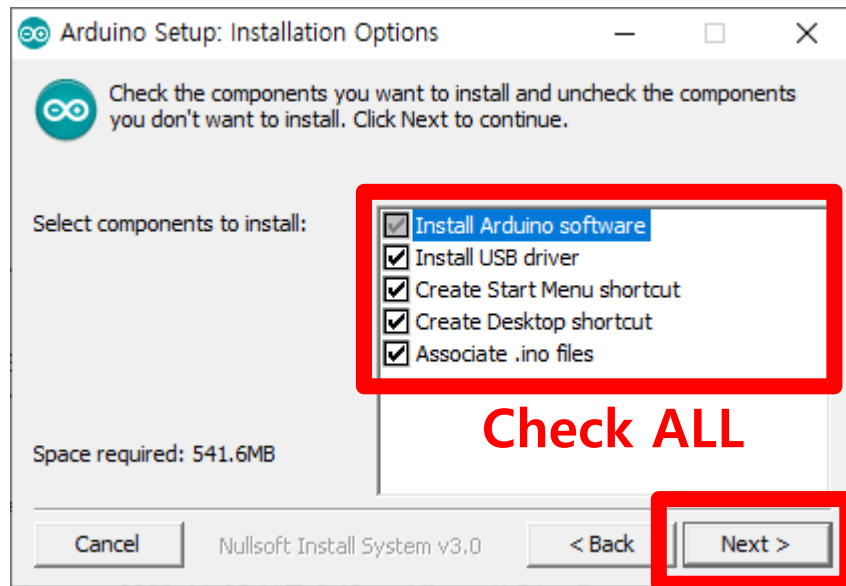 Arduino Setup: Installation Options
Check the components you want to install and uncheck the components
you don't want to install. Click Next to continue.
Select components to install:
Install Arduino software
Install USB driver
Create Start Menu shortcut
Create Desktop shortcut
Associate .ino files
Check ALL
Space required: 541.6MB
Cancel
Nullsoft Install System v3.0
< Back
Next >